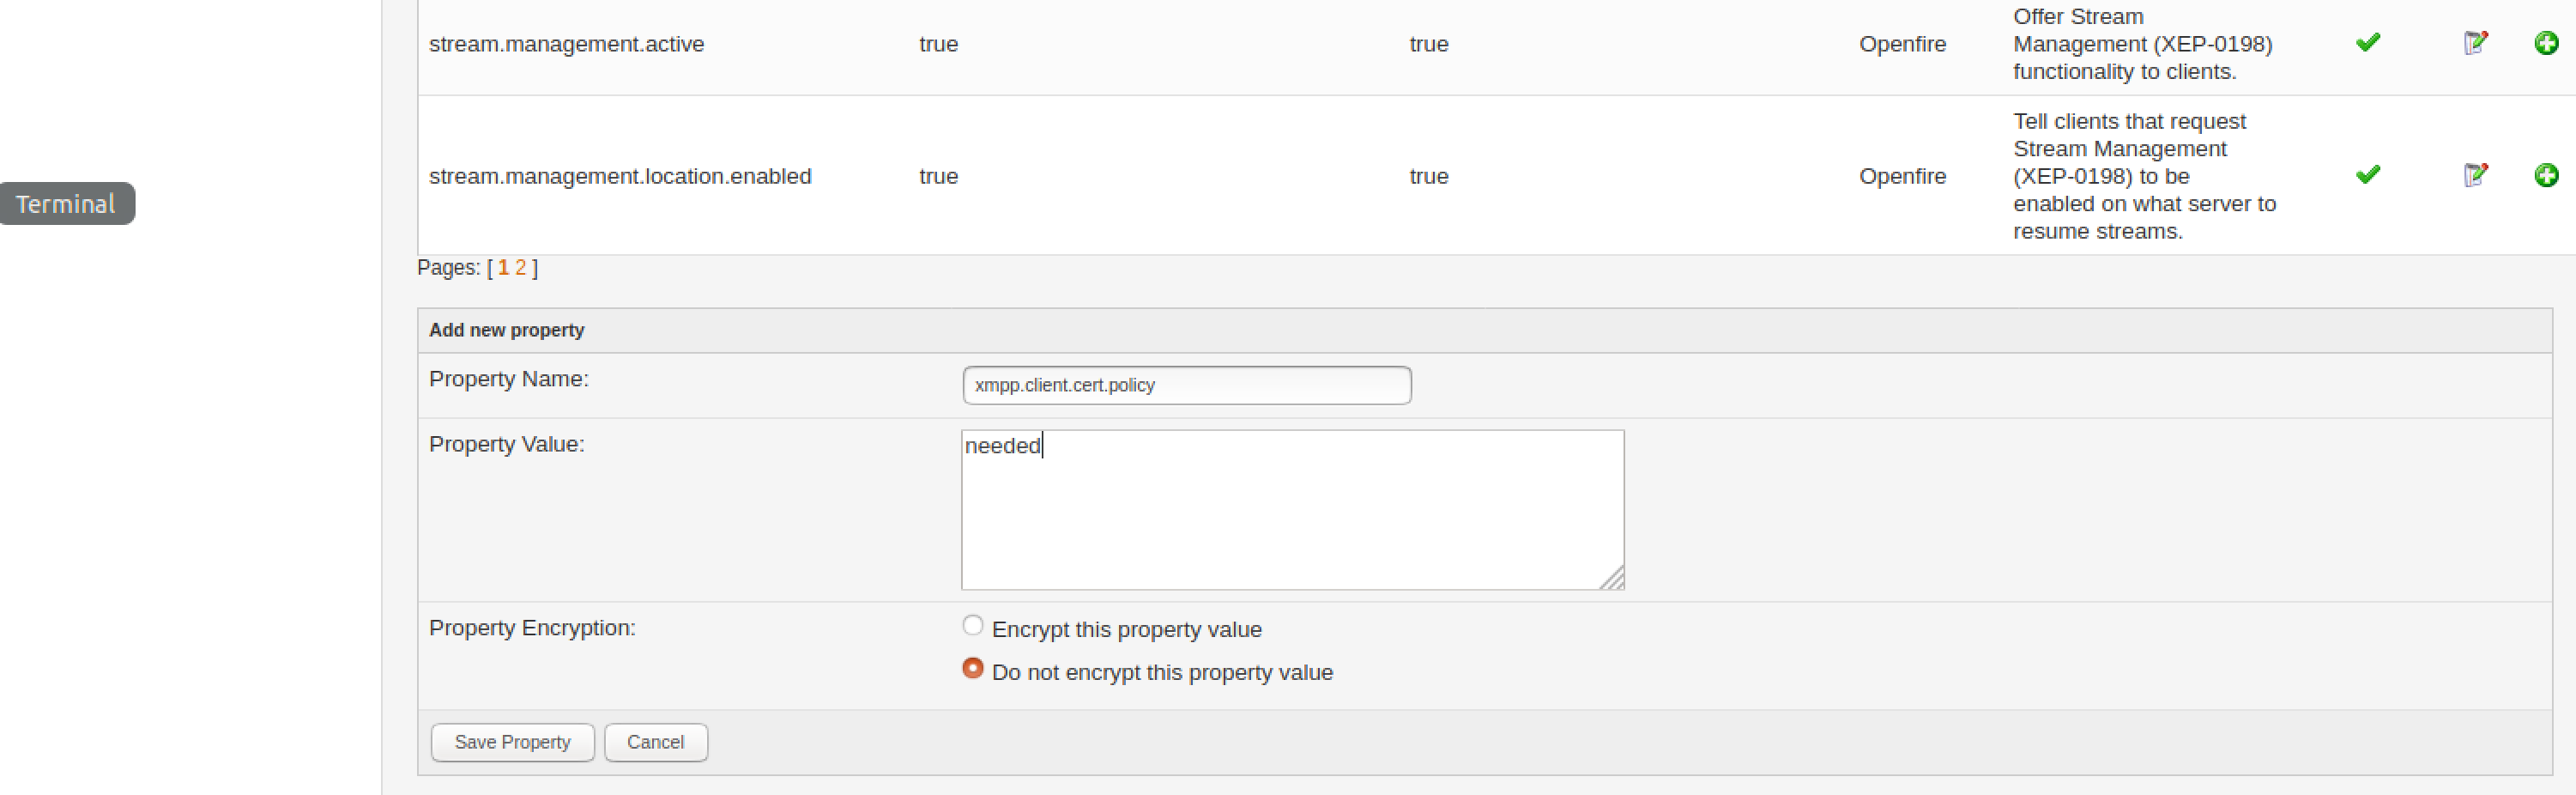 Offer Stream
stream.management.active true true Openfire Management (XEP-0198)
functionality to clients.
Tell clients that request
Stream Management
stream.management.location.enabled true true Openfire (XEP-0198) to be
enabled on what server to
resume streams.
Terminal
Pages: [ 1 2 ]
Add new property
Property Name: xmpp.client.cert.policy
Property Value: needed
Property Encryption: Encrypt this property value
Do not encrypt this property value
Save Property Cancel